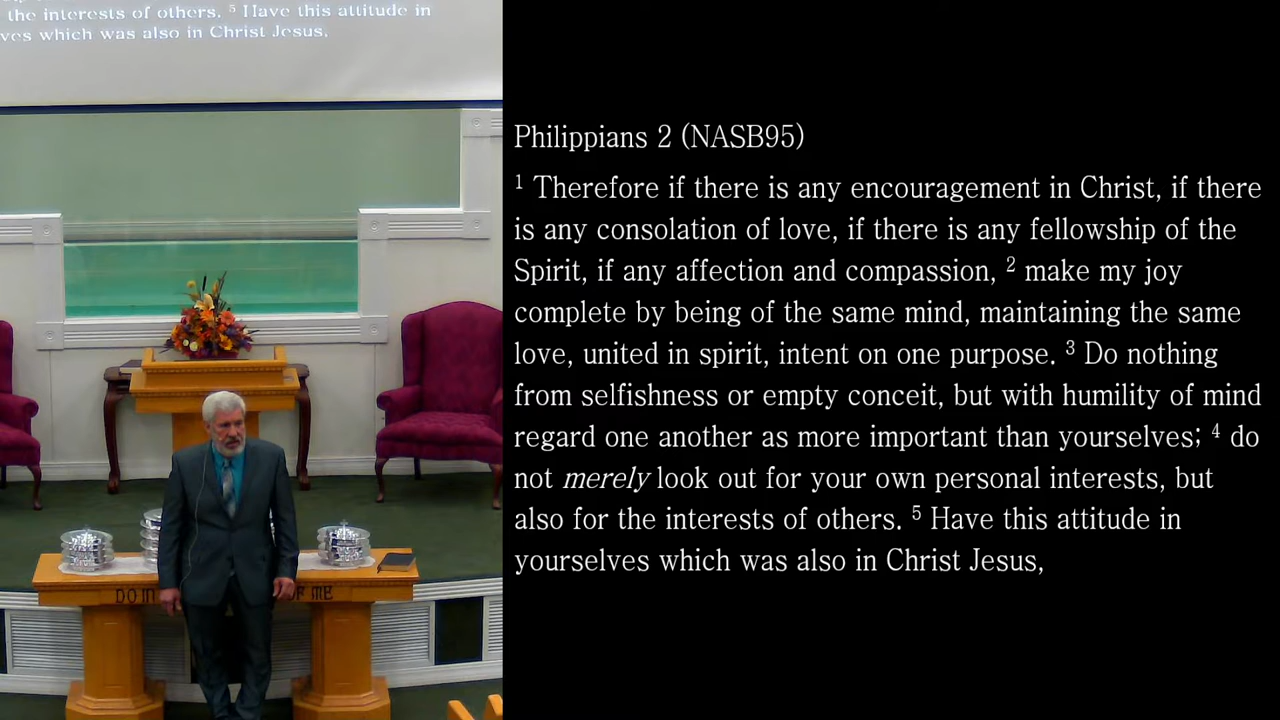 the interests of others. 5 Have this attitude in
ves which was also in Christ Jesus,
DO IN OF ME
Philippians 2 (NASB95)
1 Therefore if there is any encouragement in Christ, if there
is any consolation of love, if there is any fellowship of the
Spirit, if any affection and compassion, 2 make my joy
complete by being of the same mind, maintaining the same
love, united in spirit, intent on one purpose. 3 Do nothing
from selfishness or empty conceit, but with humility of mind
regard one another as more important than yourselves; 4 do
not merely look out for your own personal interests, but
also for the interests of others. 5 Have this attitude in
yourselves which was also in Christ Jesus,